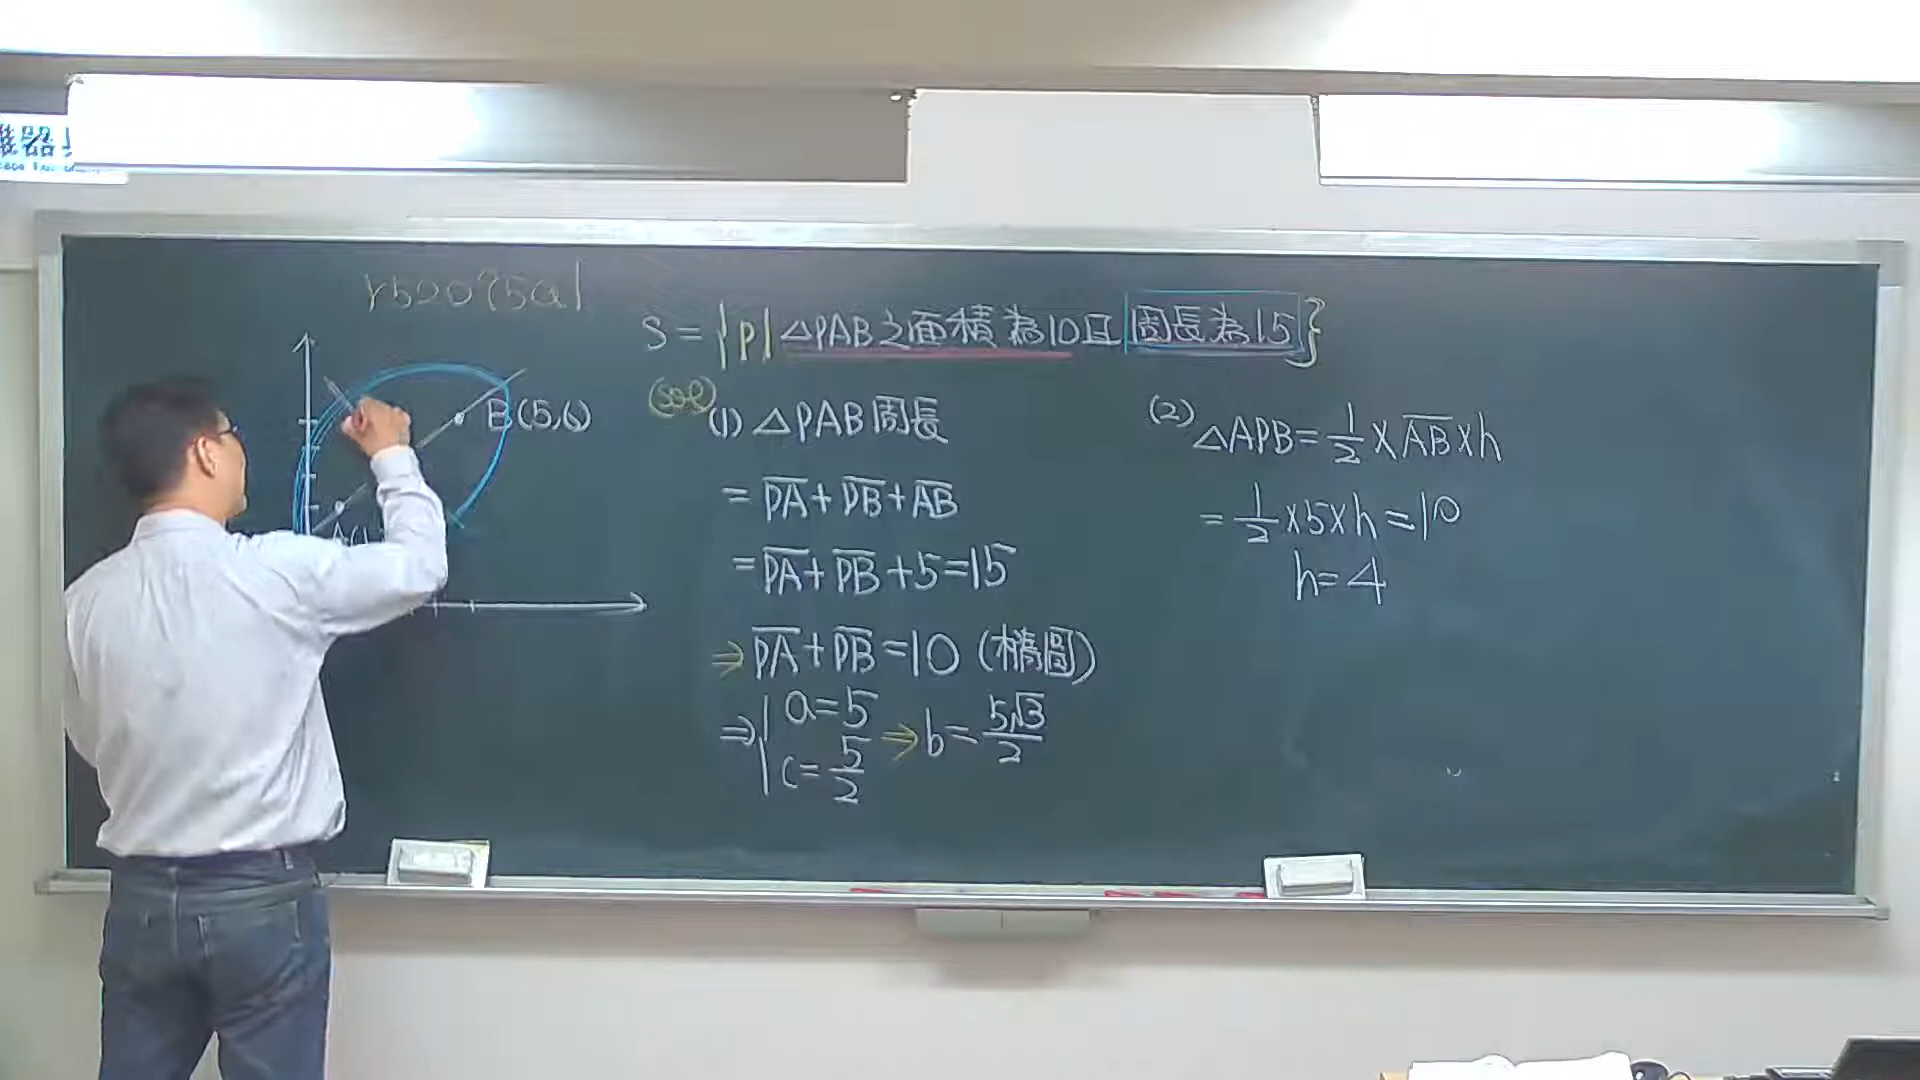 S={P|△PAB之面積為10且周長為15}
B(5,6)
A(1,
(sol)
(1)△PAB周長
=PA+PB+AB
=PA+PB+5=15
⇒PA+PB=10(橢圓)
⇒{a=5
c=5/2
⇒b=5√3/2
(2)△APB=1/2×AB×h
=1/2×5×h=10
h=4